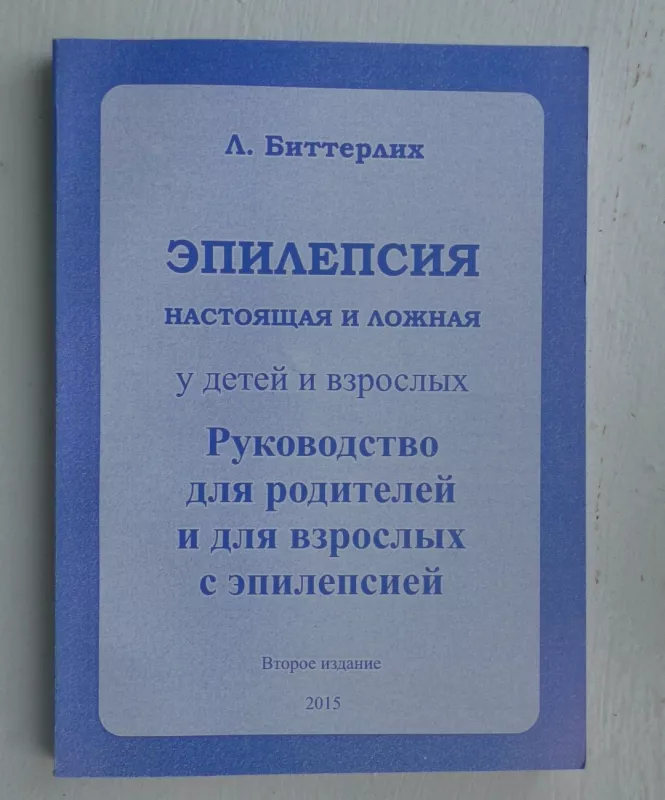 Л. Биттерлих
ЭПИЛЕПСИЯ
НАСТОЯЩАЯ И ЛОЖНАЯ
у детей и взрослых
Руководство
для родителей
и для взрослых
с эпилепсией
Второе издание
2015